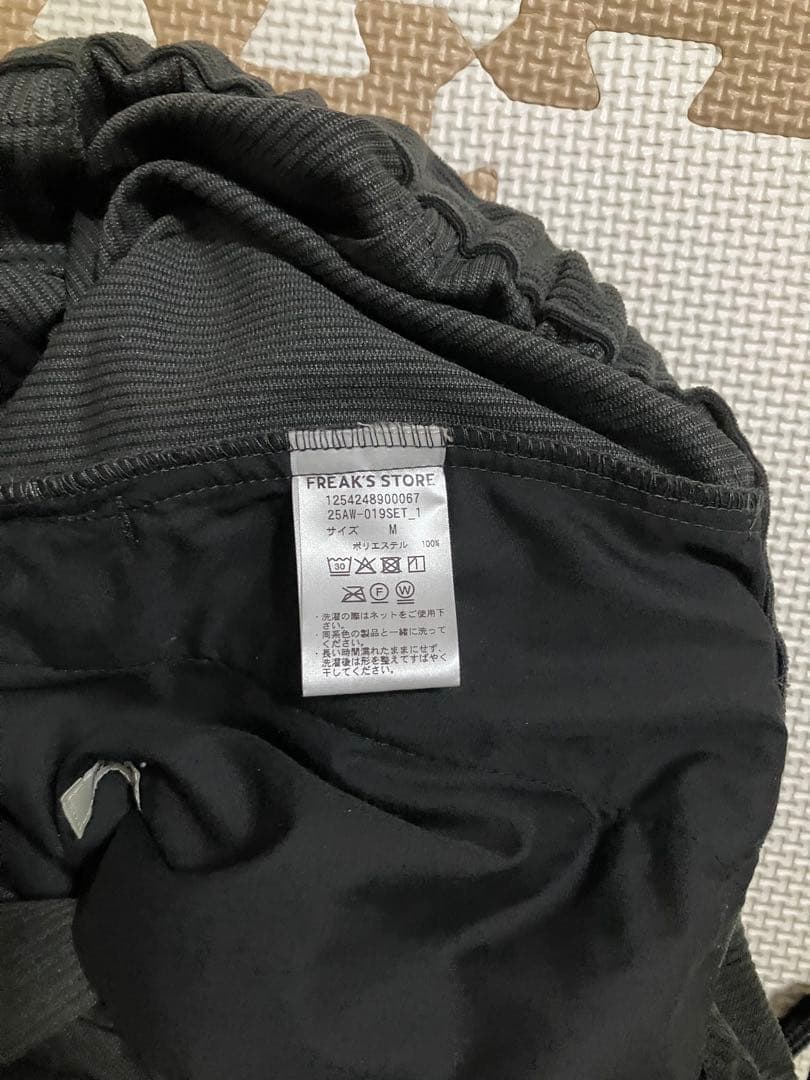 FREAK'S STORE
1254248900067
25AW-019SET_1
サイズ M
ポリエステル 100%
30
F W
・洗濯の際はネットをご使用下
さい。
・同系色の製品と一緒に洗って
ください。
・長い時間濡れたままにせず、
洗濯後は形を整えてすばやく
干してください。